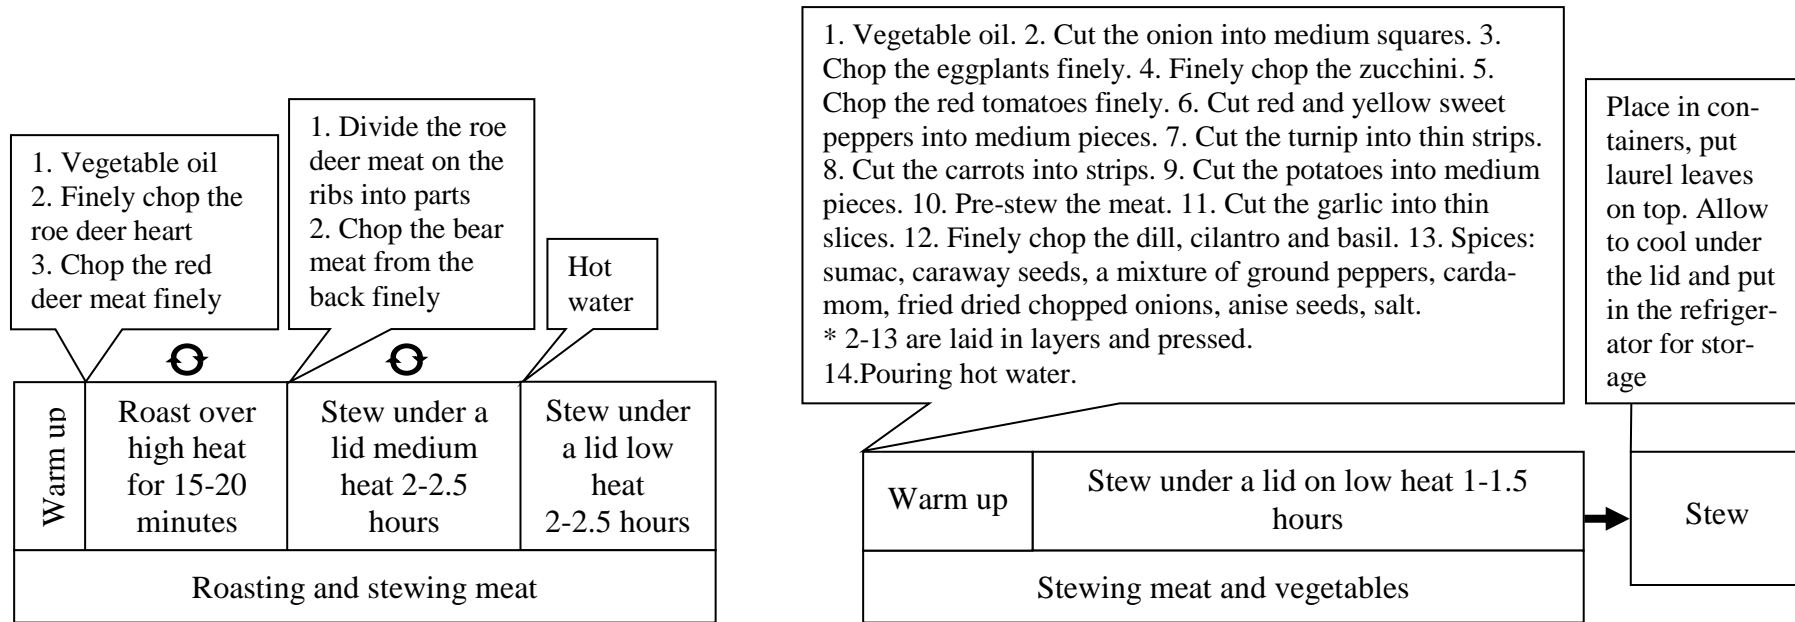 1. Vegetable oil
2. Finely chop the
roe deer heart
3. Chop the red
deer meat finely
1. Divide the roe
deer meat on the
ribs into parts
2. Chop the bear
meat from the
back finely
Hot
water
Warm up
Roast over
high heat
for 15-20
minutes
Stew under a
lid medium
heat 2-2.5
hours
Stew under
a lid low
heat
2-2.5 hours
Roasting and stewing meat
1. Vegetable oil. 2. Cut the onion into medium squares. 3.
Chop the eggplants finely. 4. Finely chop the zucchini. 5.
Chop the red tomatoes finely. 6. Cut red and yellow sweet
peppers into medium pieces. 7. Cut the turnip into thin strips.
8. Cut the carrots into strips. 9. Cut the potatoes into medium
pieces. 10. Pre-stew the meat. 11. Cut the garlic into thin
slices. 12. Finely chop the dill, cilantro and basil. 13. Spices:
sumac, caraway seeds, a mixture of ground peppers, carda-
mom, fried dried chopped onions, anise seeds, salt.
* 2-13 are laid in layers and pressed.
14.Pouring hot water.
Warm up
Stew under a lid on low heat 1-1.5
hours
Stewing meat and vegetables
Place in con-
tainers, put
laurel leaves
on top. Allow
to cool under
the lid and put
in the refriger-
ator for stor-
age
Stew